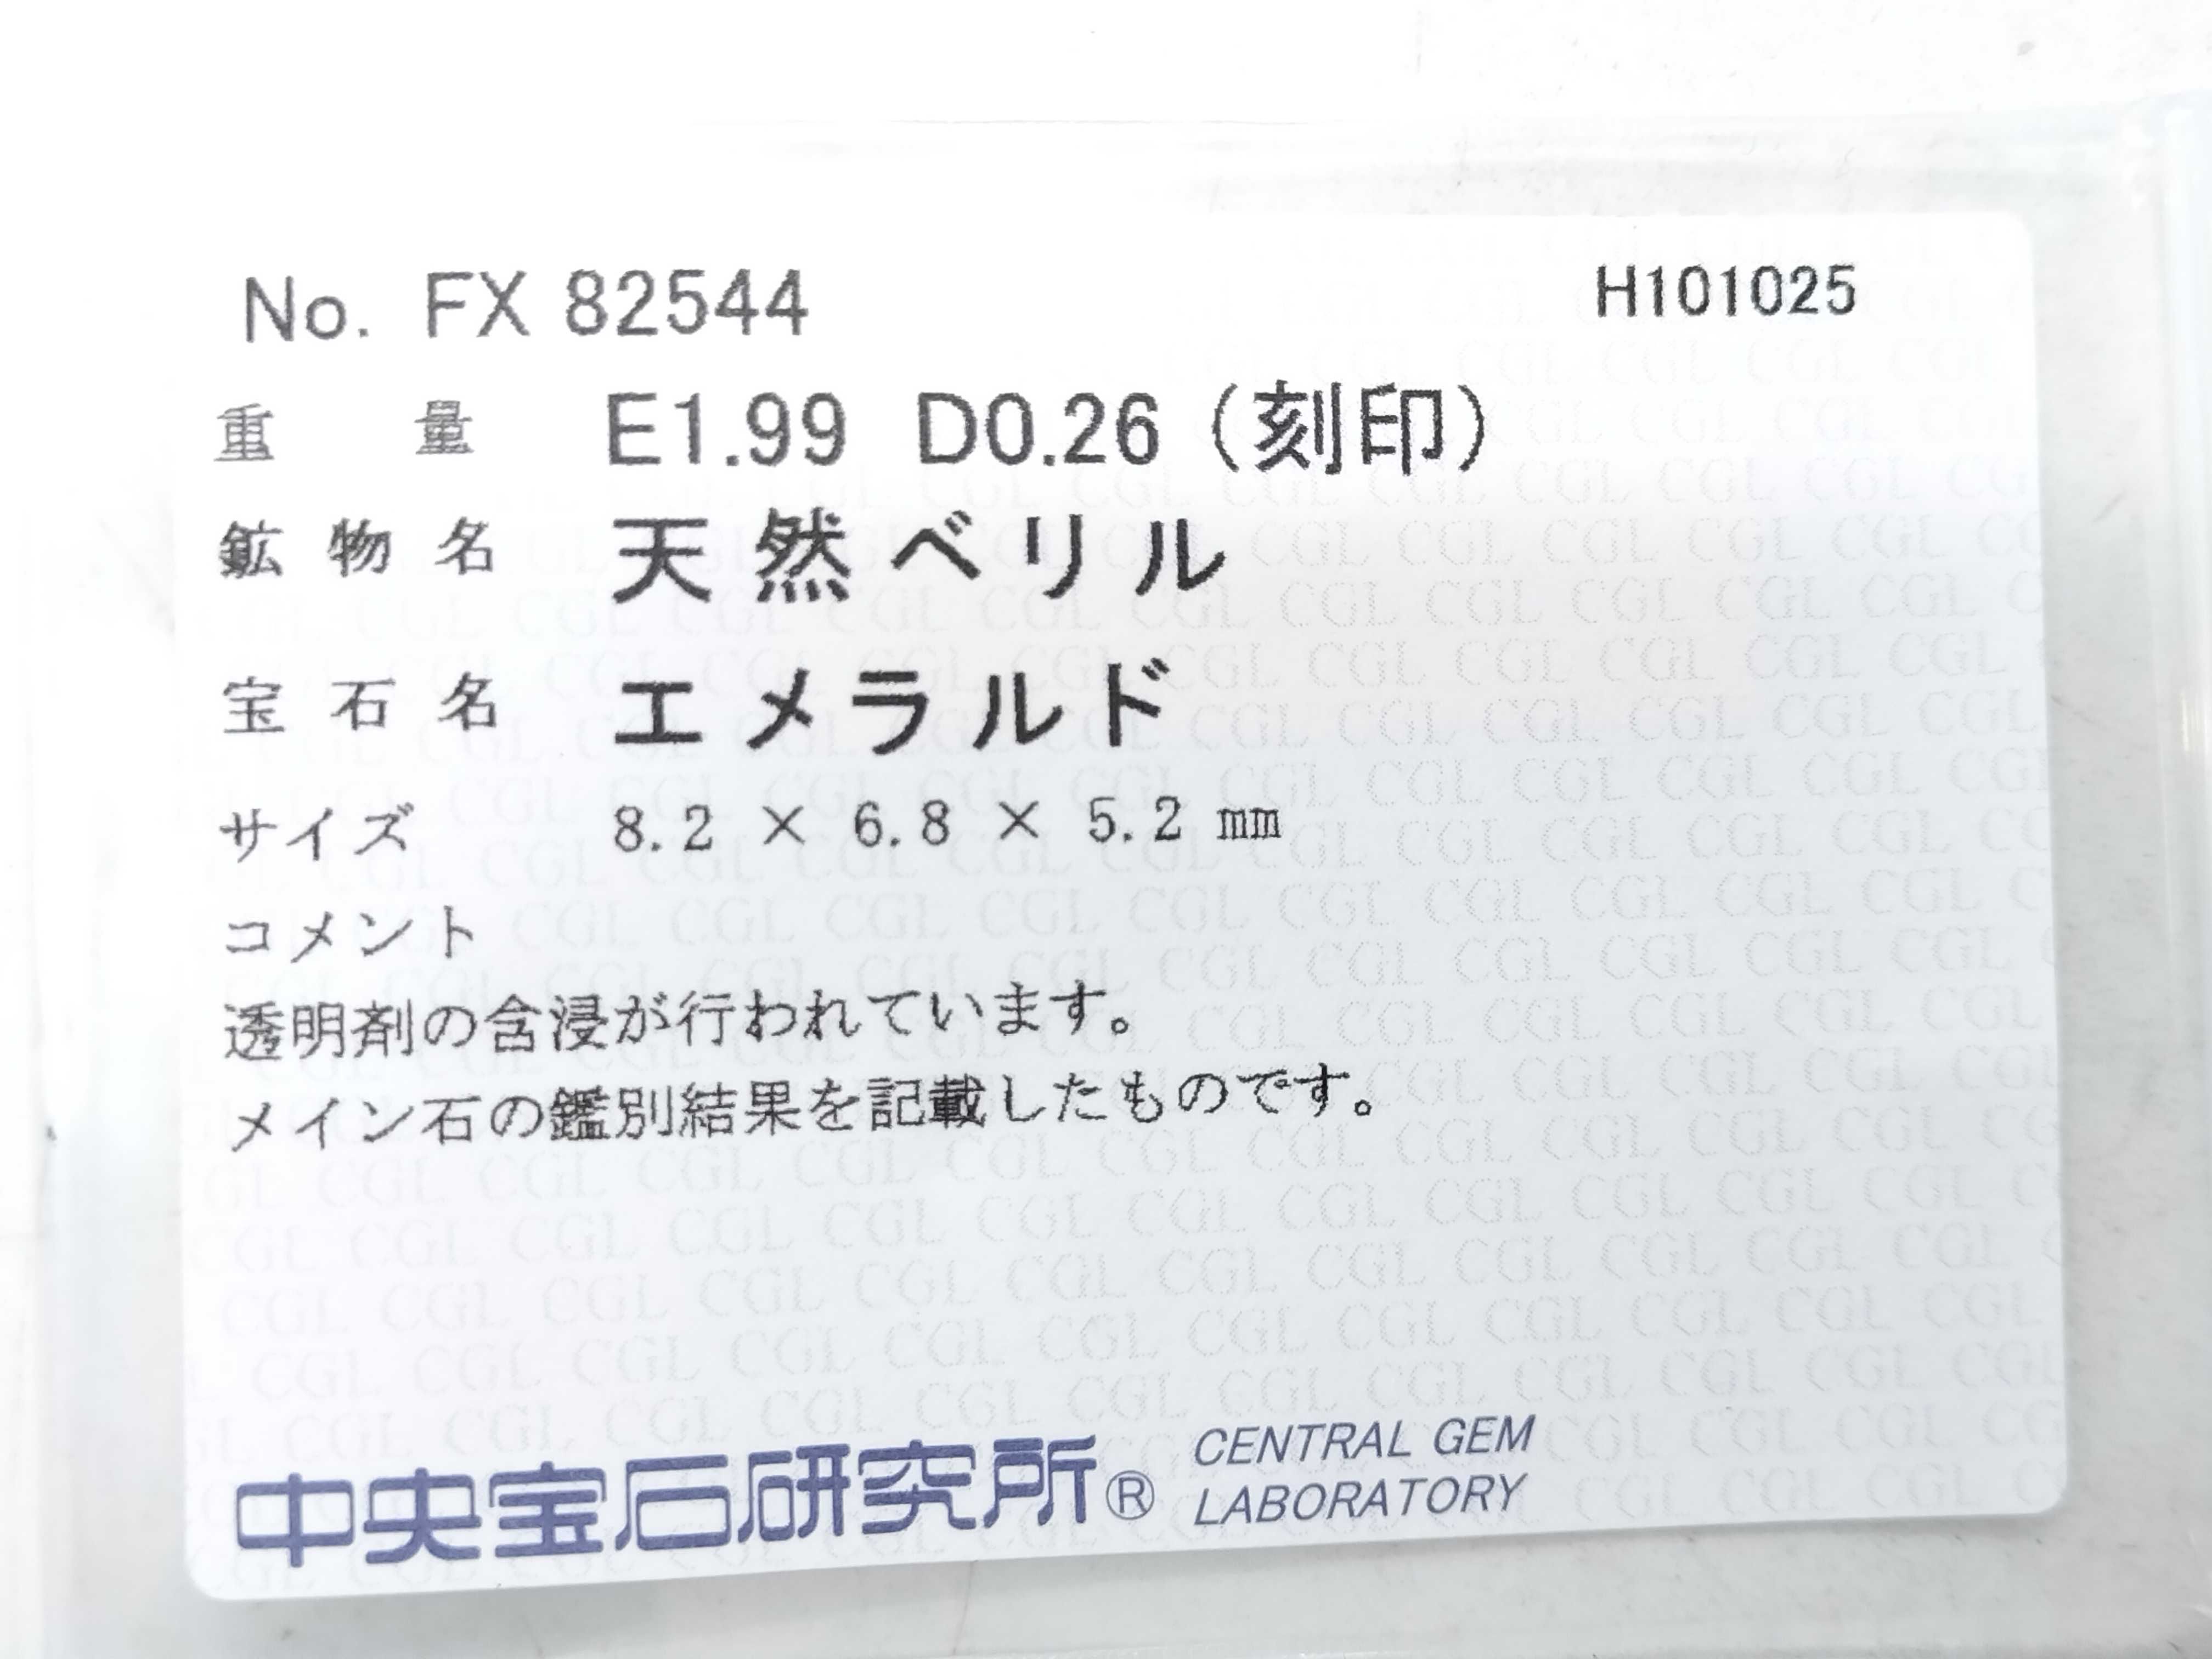 No. FX 82544 H101025
重量 E1.99 D0.26 (刻印)
鉱物名 天然ベリル
宝石名 エメラルド
サイズ 8.2 × 6.8 × 5.2 mm
コメント
透明剤の含浸が行われています。
メイン石の鑑別結果を記載したものです。
中央宝石研究所® CENTRAL GEM
LABORATORY